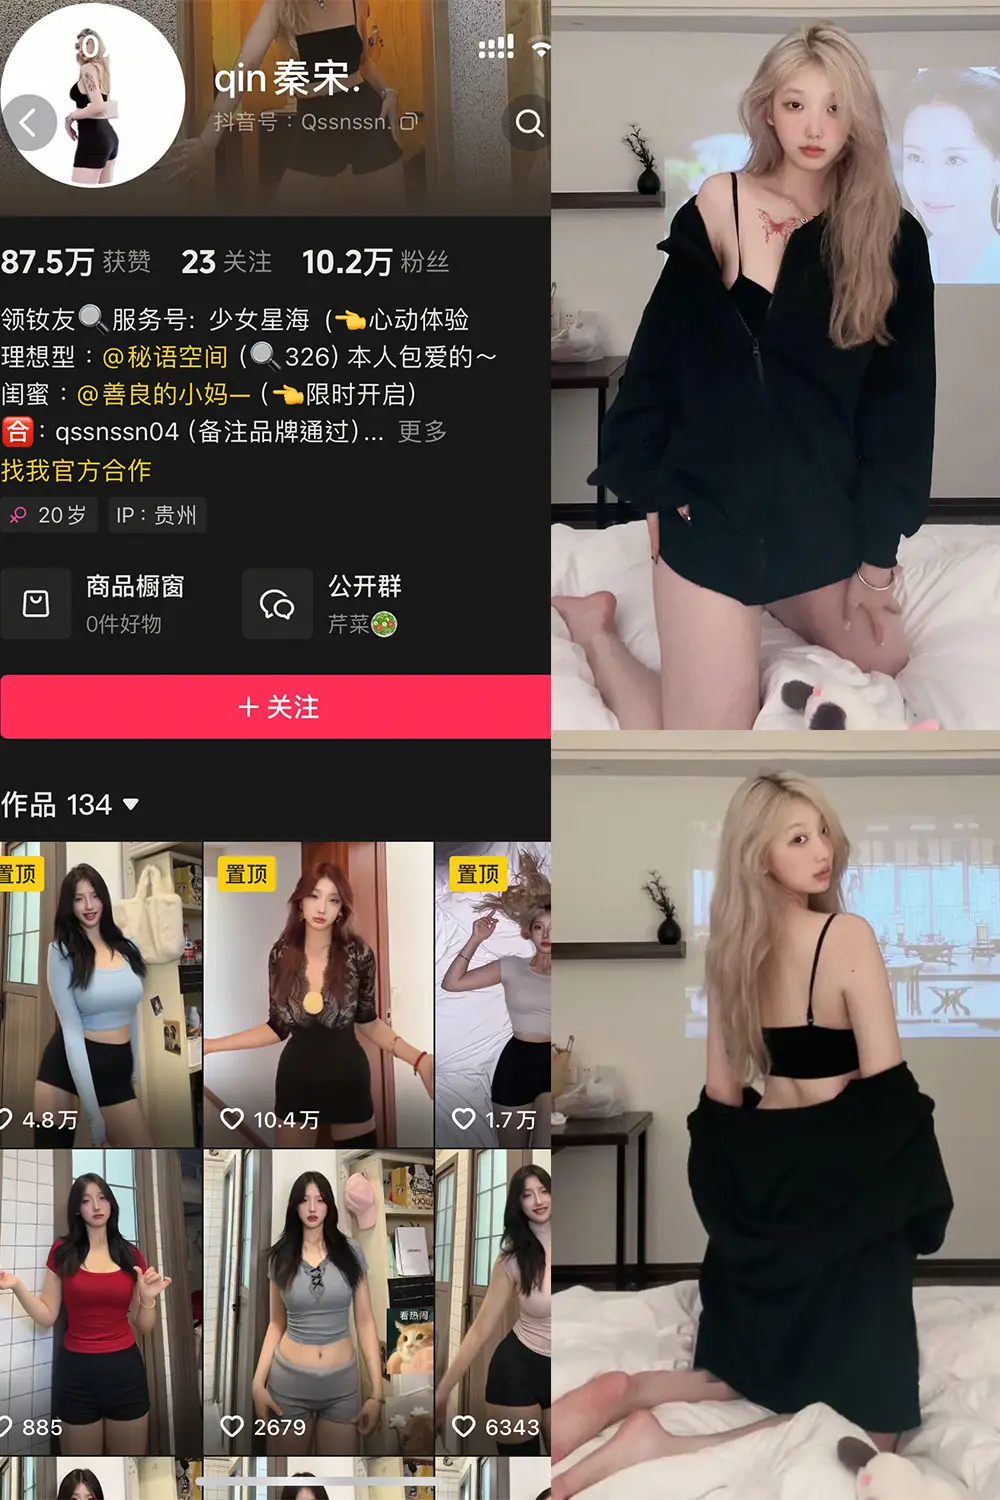 qin秦宋.
抖音号：Qssnssn.
87.5万 获赞 23 关注 10.2万 粉丝
领钕友🔍服务号: 少女星海 (👈心动体验
理想型：@秘语空间 (🔍326) 本人包爱的～
闺蜜：@善良的小妈— (👈限时开启)
合：qssnssn04 (备注品牌通过)... 更多
找我官方合作
♀ 20岁 IP：贵州
商品橱窗 公开群
0件好物 芹菜🥗
+ 关注
作品 134 ▼
置顶 置顶 置顶
4.8万 10.4万 1.7万
看热闹
885 2679 6343